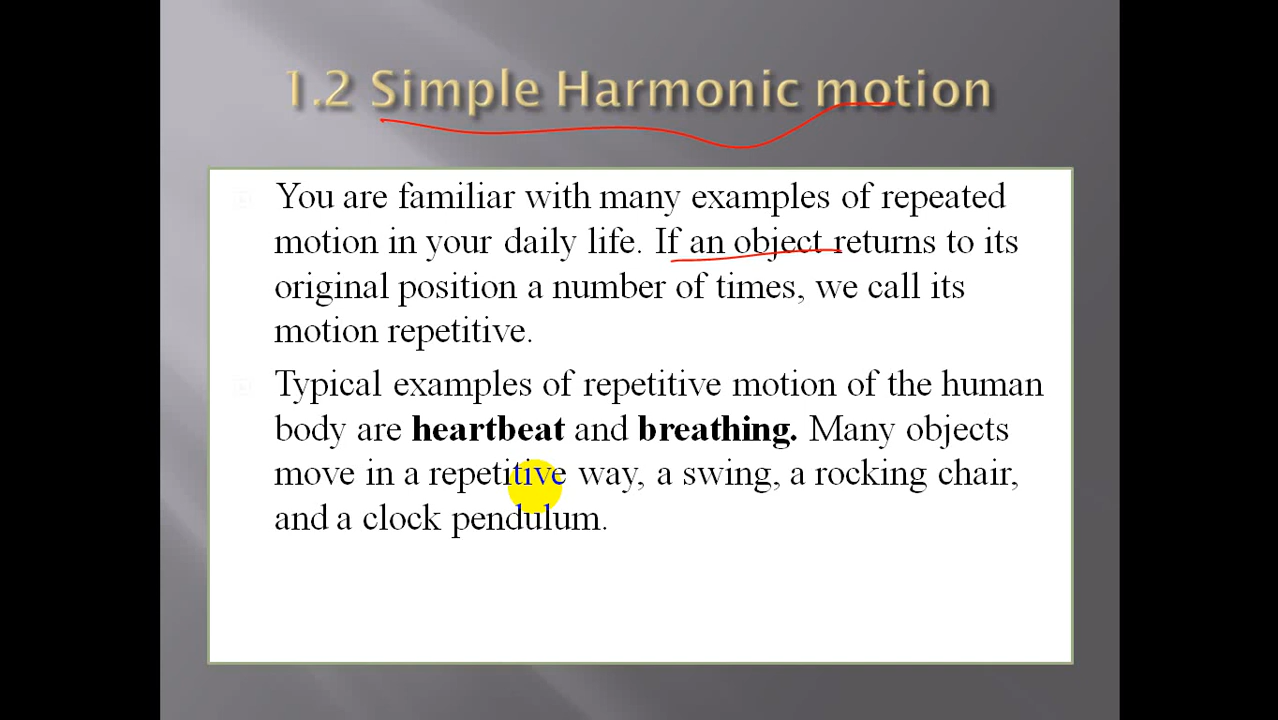 1.2 Simple Harmonic motion
You are familiar with many examples of repeated
motion in your daily life. If an object returns to its
original position a number of times, we call its
motion repetitive.
Typical examples of repetitive motion of the human
body are heartbeat and breathing. Many objects
move in a repetitive way, a swing, a rocking chair,
and a clock pendulum.